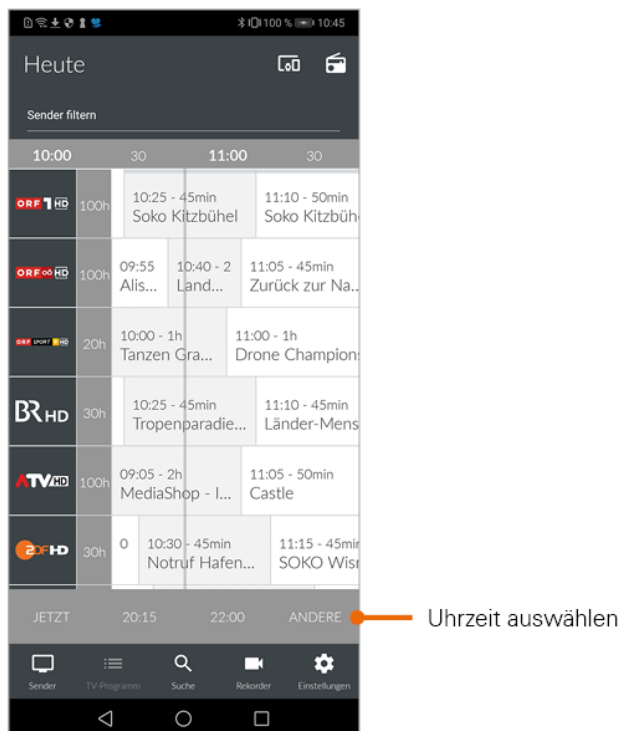 100 % 10:45
Heute
Sender filtern
10:00 30 11:00 30
ORF 1 HD 100h 10:25 - 45min 11:10 - 50min
Soko Kitzbühel Soko Kitzbüh
ORF oö HD 100h 09:55 10:40 - 2 11:05 - 45min
Alis... Land... Zurück zur Na..
ORF SPORT + HD 20h 10:00 - 1h 11:00 - 1h
Tanzen Gra... Drone Champion
BR HD 30h 10:25 - 45min 11:10 - 45min
Tropenparadie... Länder-Mens
ATV HD 100h 09:05 - 2h 11:05 - 50min
MediaShop - I... Castle
ZDF HD 30h 0 10:30 - 45min 11:15 - 45min
Notruf Hafen... SOKO Wisr
JETZT 20:15 22:00 ANDERE
Uhrzeit auswählen
Sender TV-Programm Suche Rekorder Einstellungen